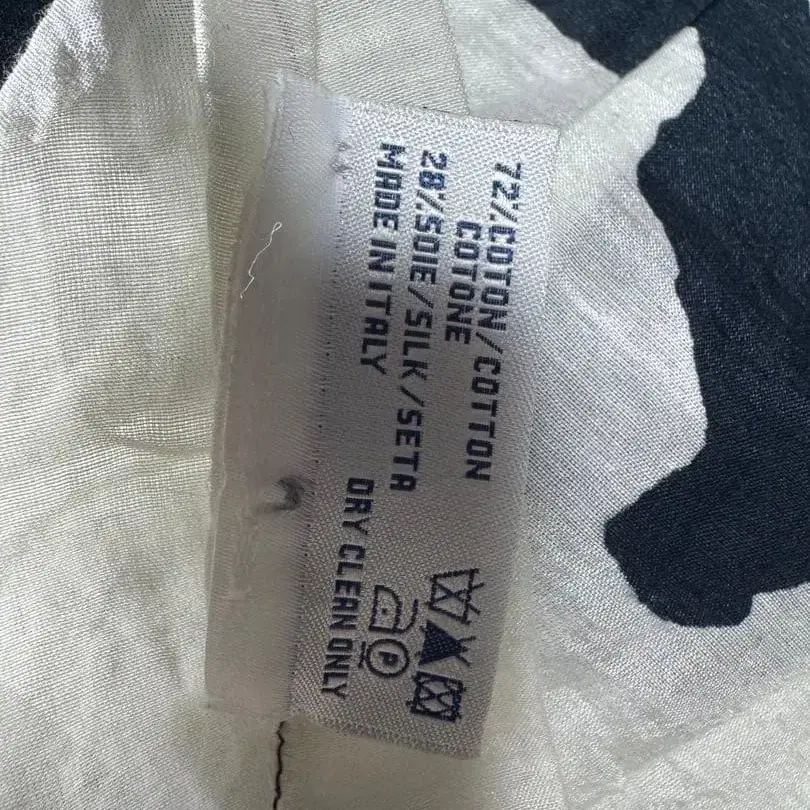 72%COTON/COTTON
COTONE
28%SOIE/SILK/SETA
MADE IN ITALY
P
DRY CLEAN ONLY